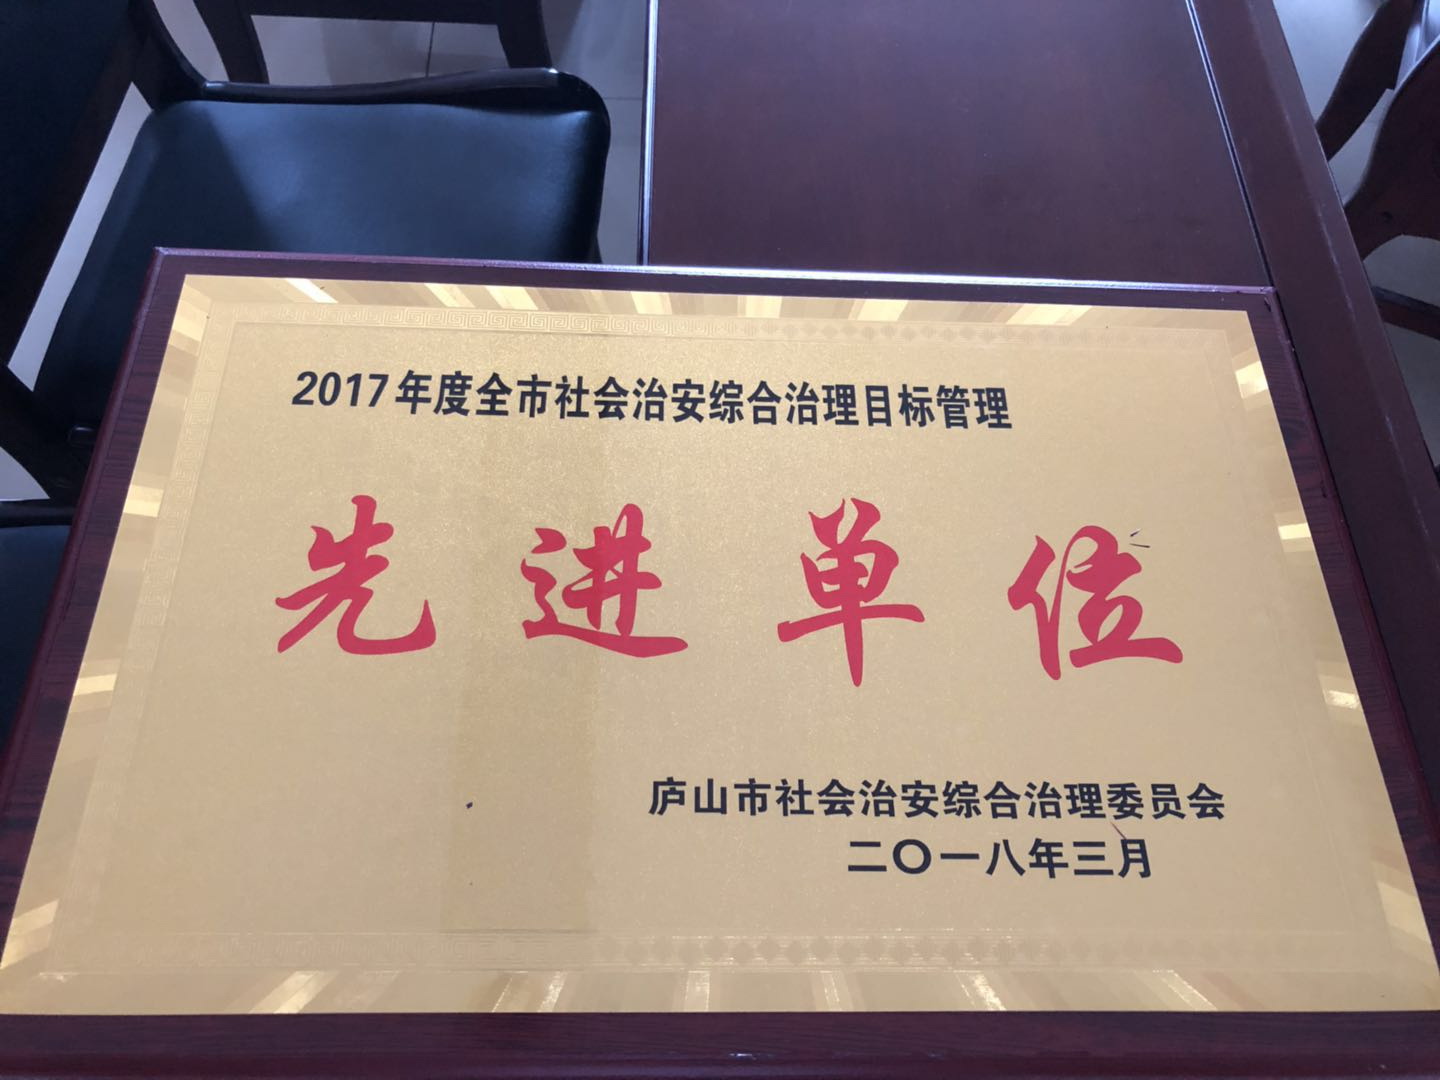 2017年度全市社会治安综合治理目标管理
先进单位
庐山市社会治安综合治理委员会
二〇一八年三月